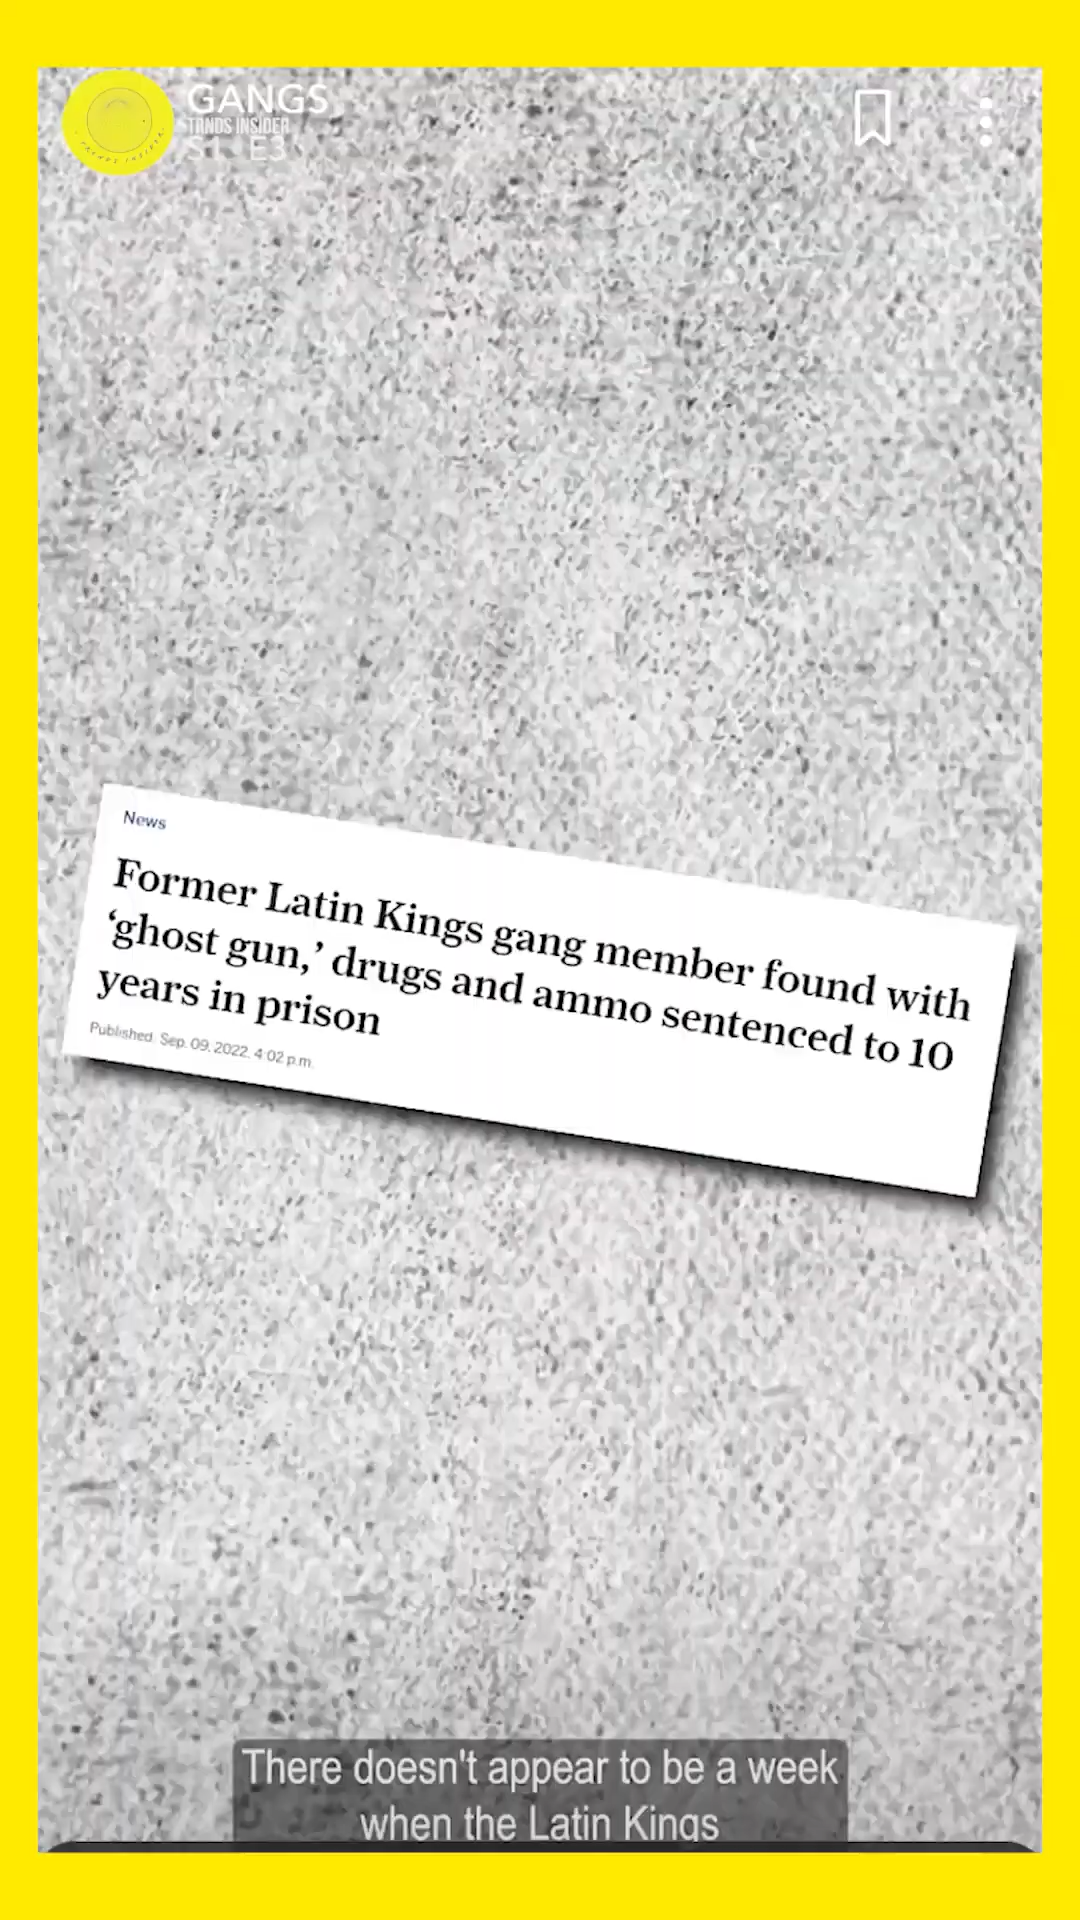 GANGS
TRNDS INSIDER
S1 E3
News
Former Latin Kings gang member found with
‘ghost gun,’ drugs and ammo sentenced to 10
years in prison
Published: Sep. 09, 2022, 4:02 p.m.
There doesn't appear to be a week
when the Latin Kings